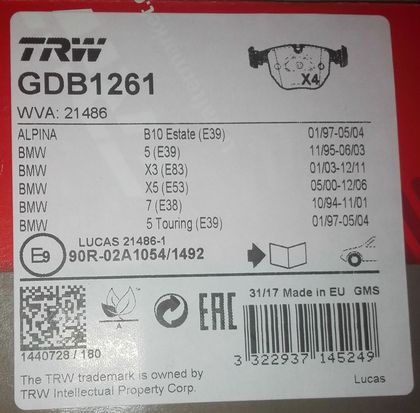 TRW
GDB1261
X4
WVA: 21486
ALPINA B10 Estate (E39) 01/97-05/04
BMW 5 (E39) 11/95-06/03
BMW X3 (E83) 01/03-12/11
BMW X5 (E53) 05/00-12/06
BMW 7 (E38) 10/94-11/01
BMW 5 Touring (E39) 01/97-05/04
E9
LUCAS 21486-1
90R-02A1054/1492
A
EAC
31/17 Made in EU GMS
1440728 / 180
3 322937 145249
The TRW trademark is owned by
TRW Intellectual Property Corp.
Lucas